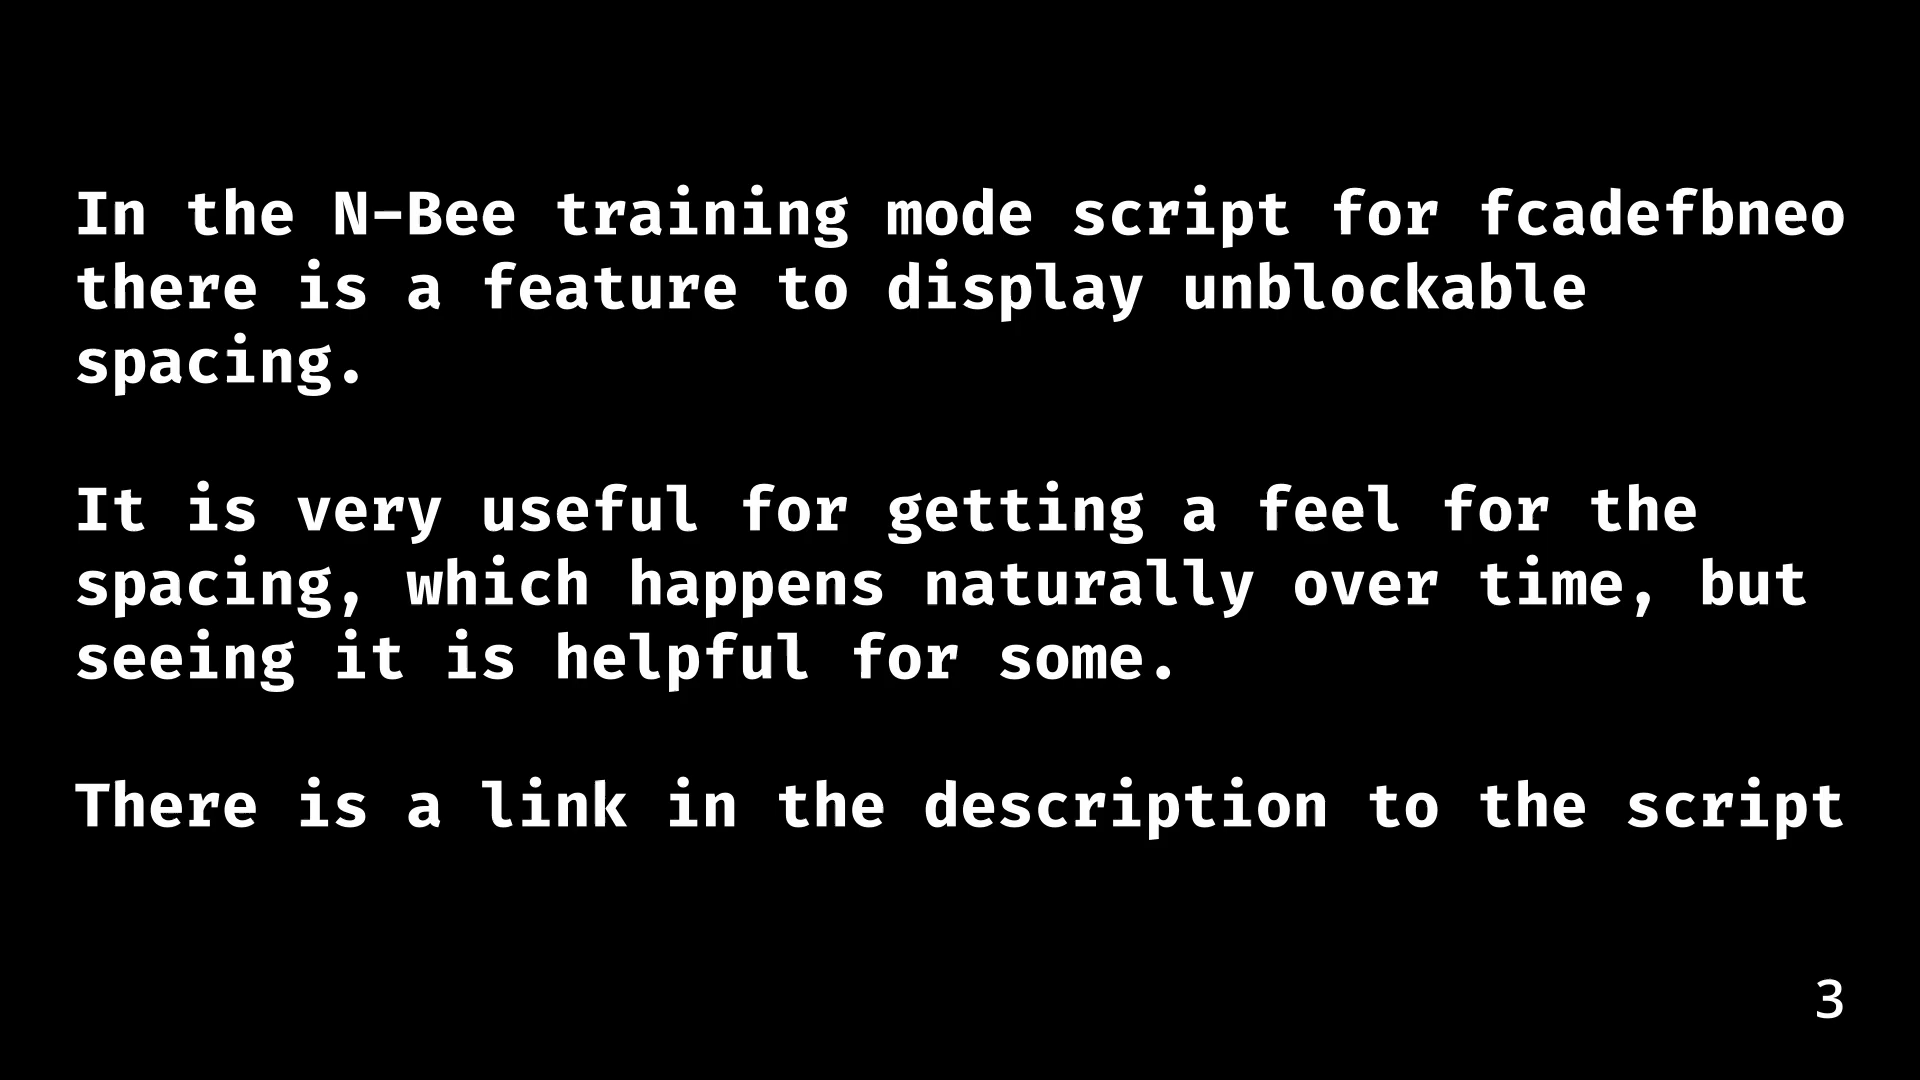 In the N-Bee training mode script for fcadefbneo
there is a feature to display unblockable
spacing.
It is very useful for getting a feel for the
spacing, which happens naturally over time, but
seeing it is helpful for some.
There is a link in the description to the script
3